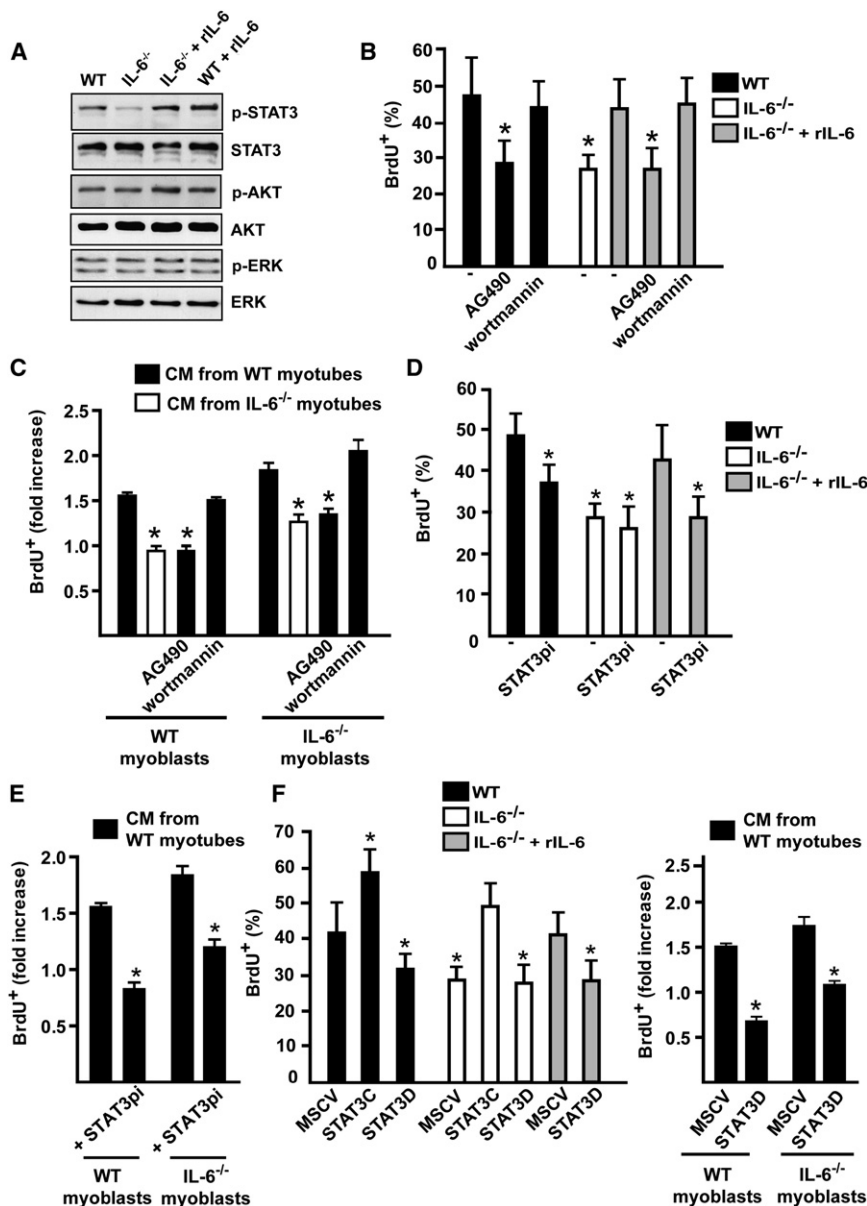 A
WT
IL-6-/-
IL-6-/- + rIL-6
WT + rIL-6
p-STAT3
STAT3
p-AKT
AKT
p-ERK
ERK
B
BrdU+ (%)
60
50
40
30
20
10
0
WT
IL-6-/-
IL-6-/- + rIL-6
*
*
*
-
AG490
wortmannin
-
-
AG490
wortmannin
C
CM from WT myotubes
CM from IL-6-/- myotubes
BrdU+ (fold increase)
2.5
2.0
1.5
1.0
0.5
* *
* *
AG490
wortmannin
AG490
wortmannin
WT
myoblasts
IL-6-/-
myoblasts
D
BrdU+ (%)
60
50
40
30
20
10
0
WT
IL-6-/-
IL-6-/- + rIL-6
*
* *
*
-
STAT3pi
-
STAT3pi
-
STAT3pi
E
CM from
WT myotubes
BrdU+ (fold increase)
2.0
1.5
1.0
0.5
*
*
+ STAT3pi
+ STAT3pi
WT
myoblasts
IL-6-/-
myoblasts
F
WT
IL-6-/-
IL-6-/- + rIL-6
BrdU+ (%)
70
60
50
40
30
20
10
0
*
*
*
*
*
MSCV
STAT3C
STAT3D
MSCV
STAT3C
STAT3D
MSCV
STAT3D
CM from
WT myotubes
BrdU+ (fold increase)
2.5
2.0
1.5
1.0
0.5
*
*
MSCV
STAT3D
MSCV
STAT3D
WT
myoblasts
IL-6-/-
myoblasts